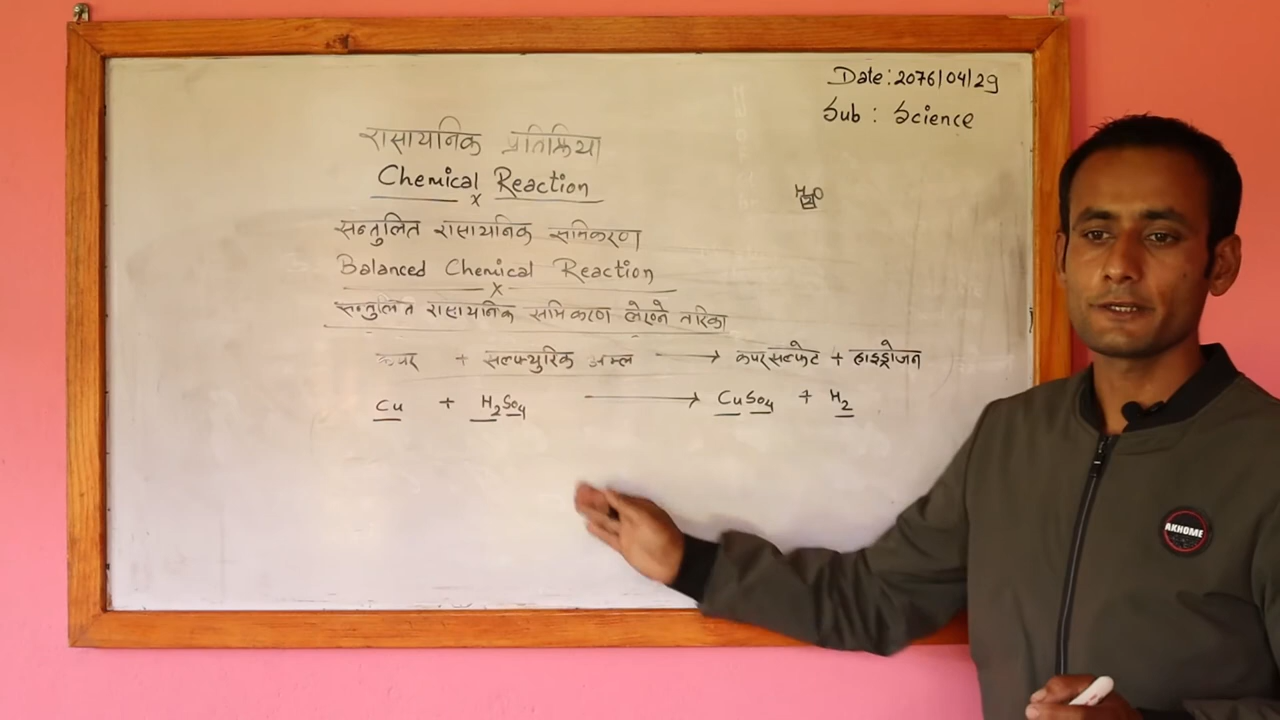 Date: 2076/04/29
Sub : Science
रासायनिक प्रतिक्रिया
Chemical Reaction
H2O
सन्तुलित रासायनिक समिकरण
Balanced Chemical Reaction
सन्तुलित रासायनिक समिकरण लेख्ने तरिका
कपर + सल्फ्युरिक अम्ल → कपरसल्फेट + हाइड्रोजन
Cu + H2SO4 → CuSO4 + H2
AKHOME